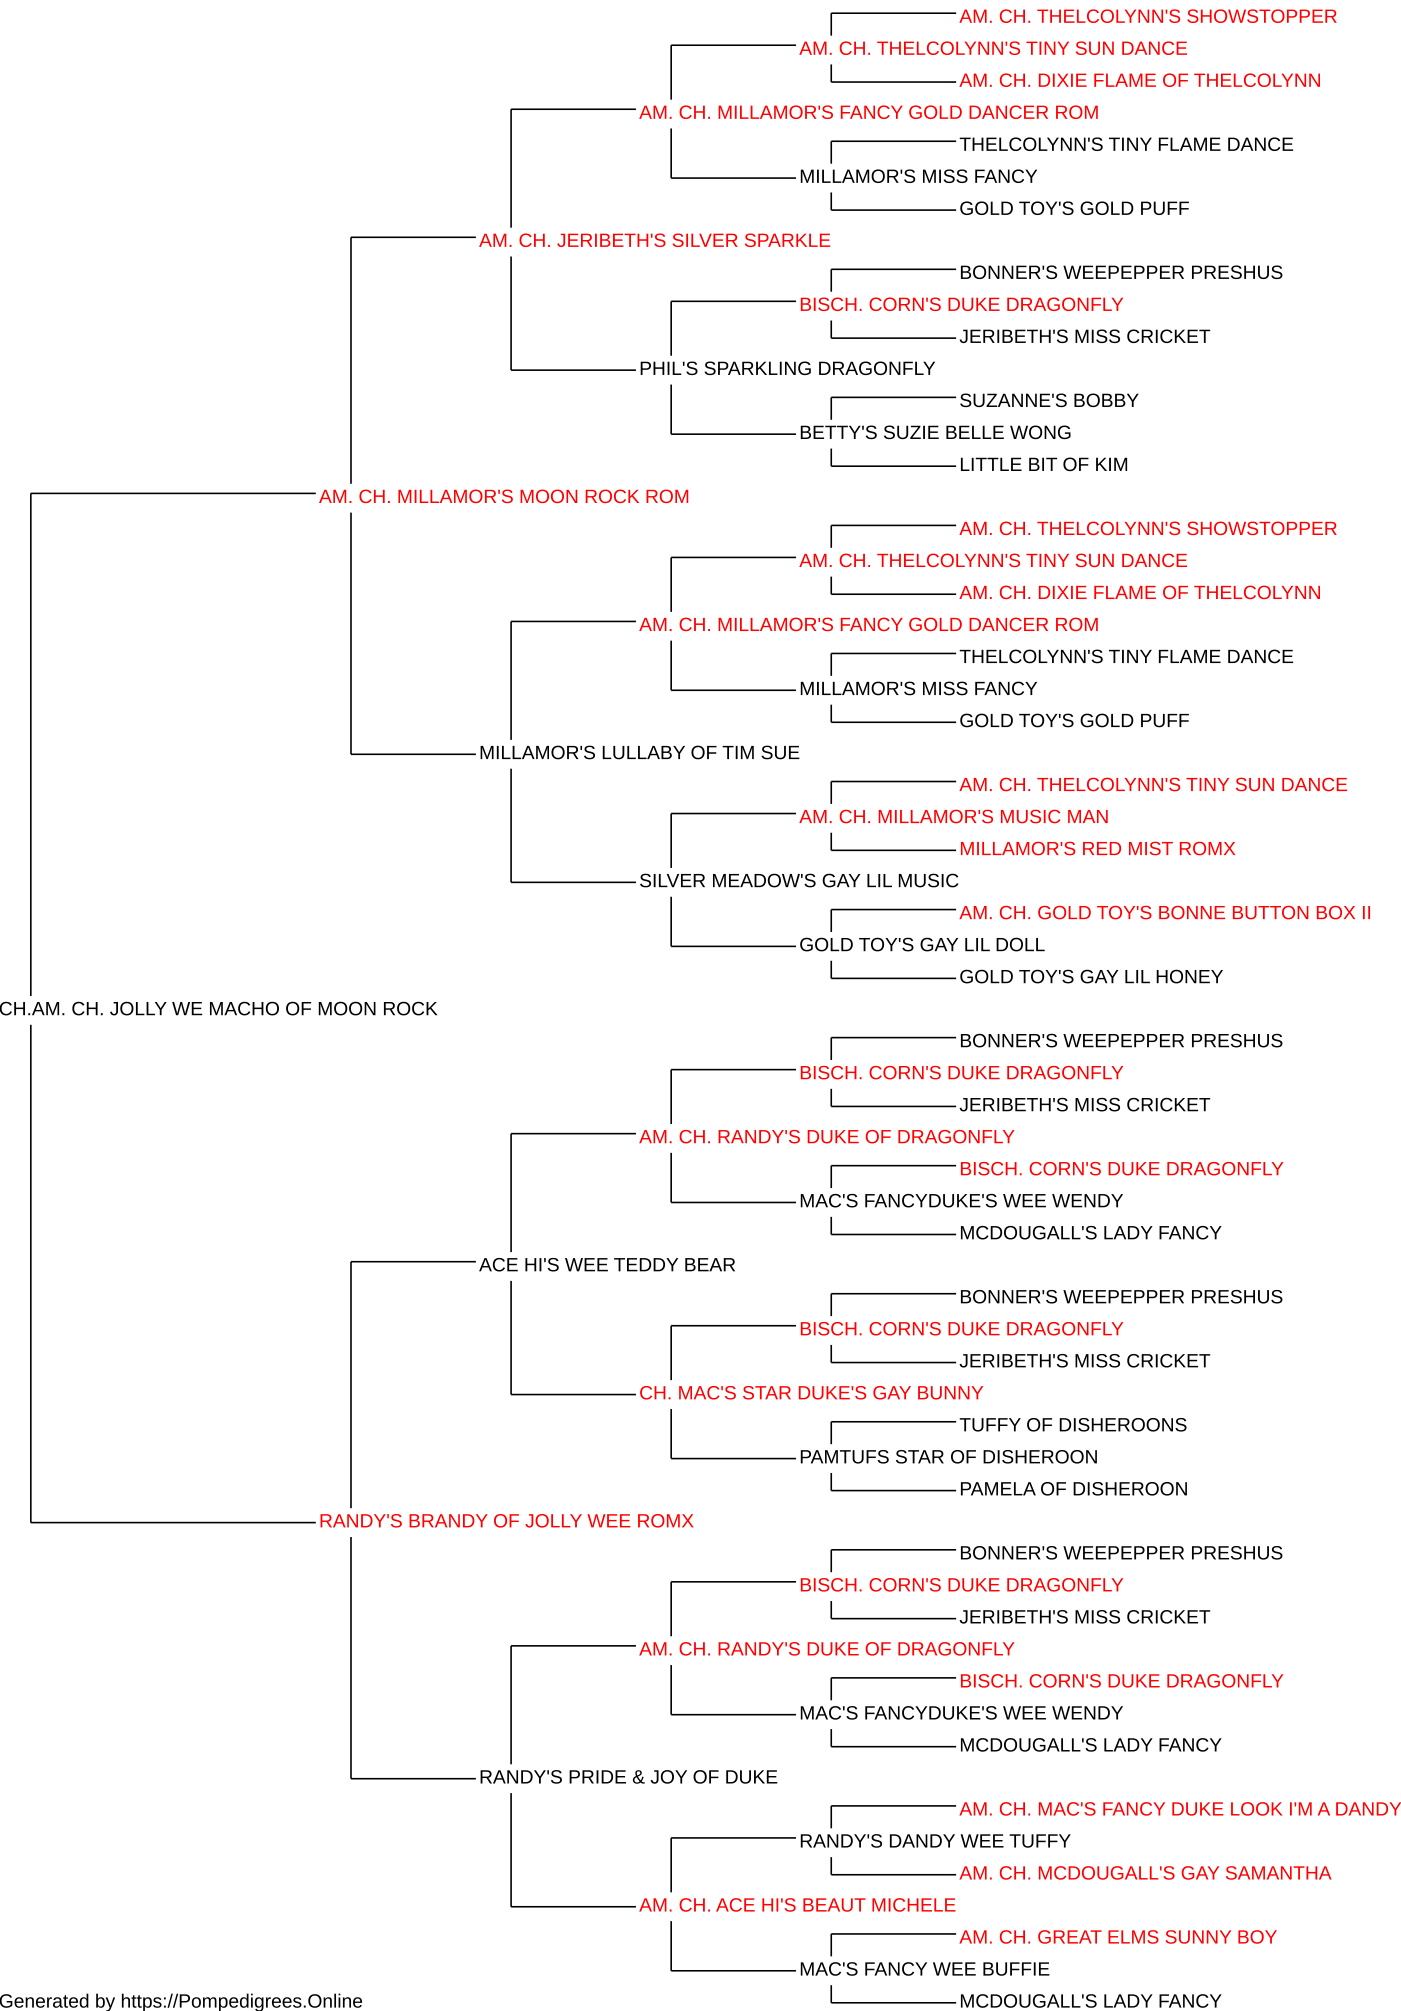 AM. CH. THELCOLYNN'S SHOWSTOPPER
AM. CH. THELCOLYNN'S TINY SUN DANCE
AM. CH. DIXIE FLAME OF THELCOLYNN
AM. CH. MILLAMOR'S FANCY GOLD DANCER ROM
THELCOLYNN'S TINY FLAME DANCE
MILLAMOR'S MISS FANCY
GOLD TOY'S GOLD PUFF
AM. CH. JERIBETH'S SILVER SPARKLE
BONNER'S WEEPEPPER PRESHUS
BISCH. CORN'S DUKE DRAGONFLY
JERIBETH'S MISS CRICKET
PHIL'S SPARKLING DRAGONFLY
SUZANNE'S BOBBY
BETTY'S SUZIE BELLE WONG
LITTLE BIT OF KIM
AM. CH. MILLAMOR'S MOON ROCK ROM
AM. CH. THELCOLYNN'S SHOWSTOPPER
AM. CH. THELCOLYNN'S TINY SUN DANCE
AM. CH. DIXIE FLAME OF THELCOLYNN
AM. CH. MILLAMOR'S FANCY GOLD DANCER ROM
THELCOLYNN'S TINY FLAME DANCE
MILLAMOR'S MISS FANCY
GOLD TOY'S GOLD PUFF
MILLAMOR'S LULLABY OF TIM SUE
AM. CH. THELCOLYNN'S TINY SUN DANCE
AM. CH. MILLAMOR'S MUSIC MAN
MILLAMOR'S RED MIST ROMX
SILVER MEADOW'S GAY LIL MUSIC
AM. CH. GOLD TOY'S BONNE BUTTON BOX II
GOLD TOY'S GAY LIL DOLL
GOLD TOY'S GAY LIL HONEY
CH.AM. CH. JOLLY WE MACHO OF MOON ROCK
BONNER'S WEEPEPPER PRESHUS
BISCH. CORN'S DUKE DRAGONFLY
JERIBETH'S MISS CRICKET
AM. CH. RANDY'S DUKE OF DRAGONFLY
BISCH. CORN'S DUKE DRAGONFLY
MAC'S FANCYDUKE'S WEE WENDY
MCDOUGALL'S LADY FANCY
ACE HI'S WEE TEDDY BEAR
BONNER'S WEEPEPPER PRESHUS
BISCH. CORN'S DUKE DRAGONFLY
JERIBETH'S MISS CRICKET
CH. MAC'S STAR DUKE'S GAY BUNNY
TUFFY OF DISHEROONS
PAMTUFS STAR OF DISHEROON
PAMELA OF DISHEROON
RANDY'S BRANDY OF JOLLY WEE ROMX
BONNER'S WEEPEPPER PRESHUS
BISCH. CORN'S DUKE DRAGONFLY
JERIBETH'S MISS CRICKET
AM. CH. RANDY'S DUKE OF DRAGONFLY
BISCH. CORN'S DUKE DRAGONFLY
MAC'S FANCYDUKE'S WEE WENDY
MCDOUGALL'S LADY FANCY
RANDY'S PRIDE & JOY OF DUKE
AM. CH. MAC'S FANCY DUKE LOOK I'M A DANDY
RANDY'S DANDY WEE TUFFY
AM. CH. MCDOUGALL'S GAY SAMANTHA
AM. CH. ACE HI'S BEAUT MICHELE
AM. CH. GREAT ELMS SUNNY BOY
MAC'S FANCY WEE BUFFIE
MCDOUGALL'S LADY FANCY
Generated by https://Pompedigrees.Online